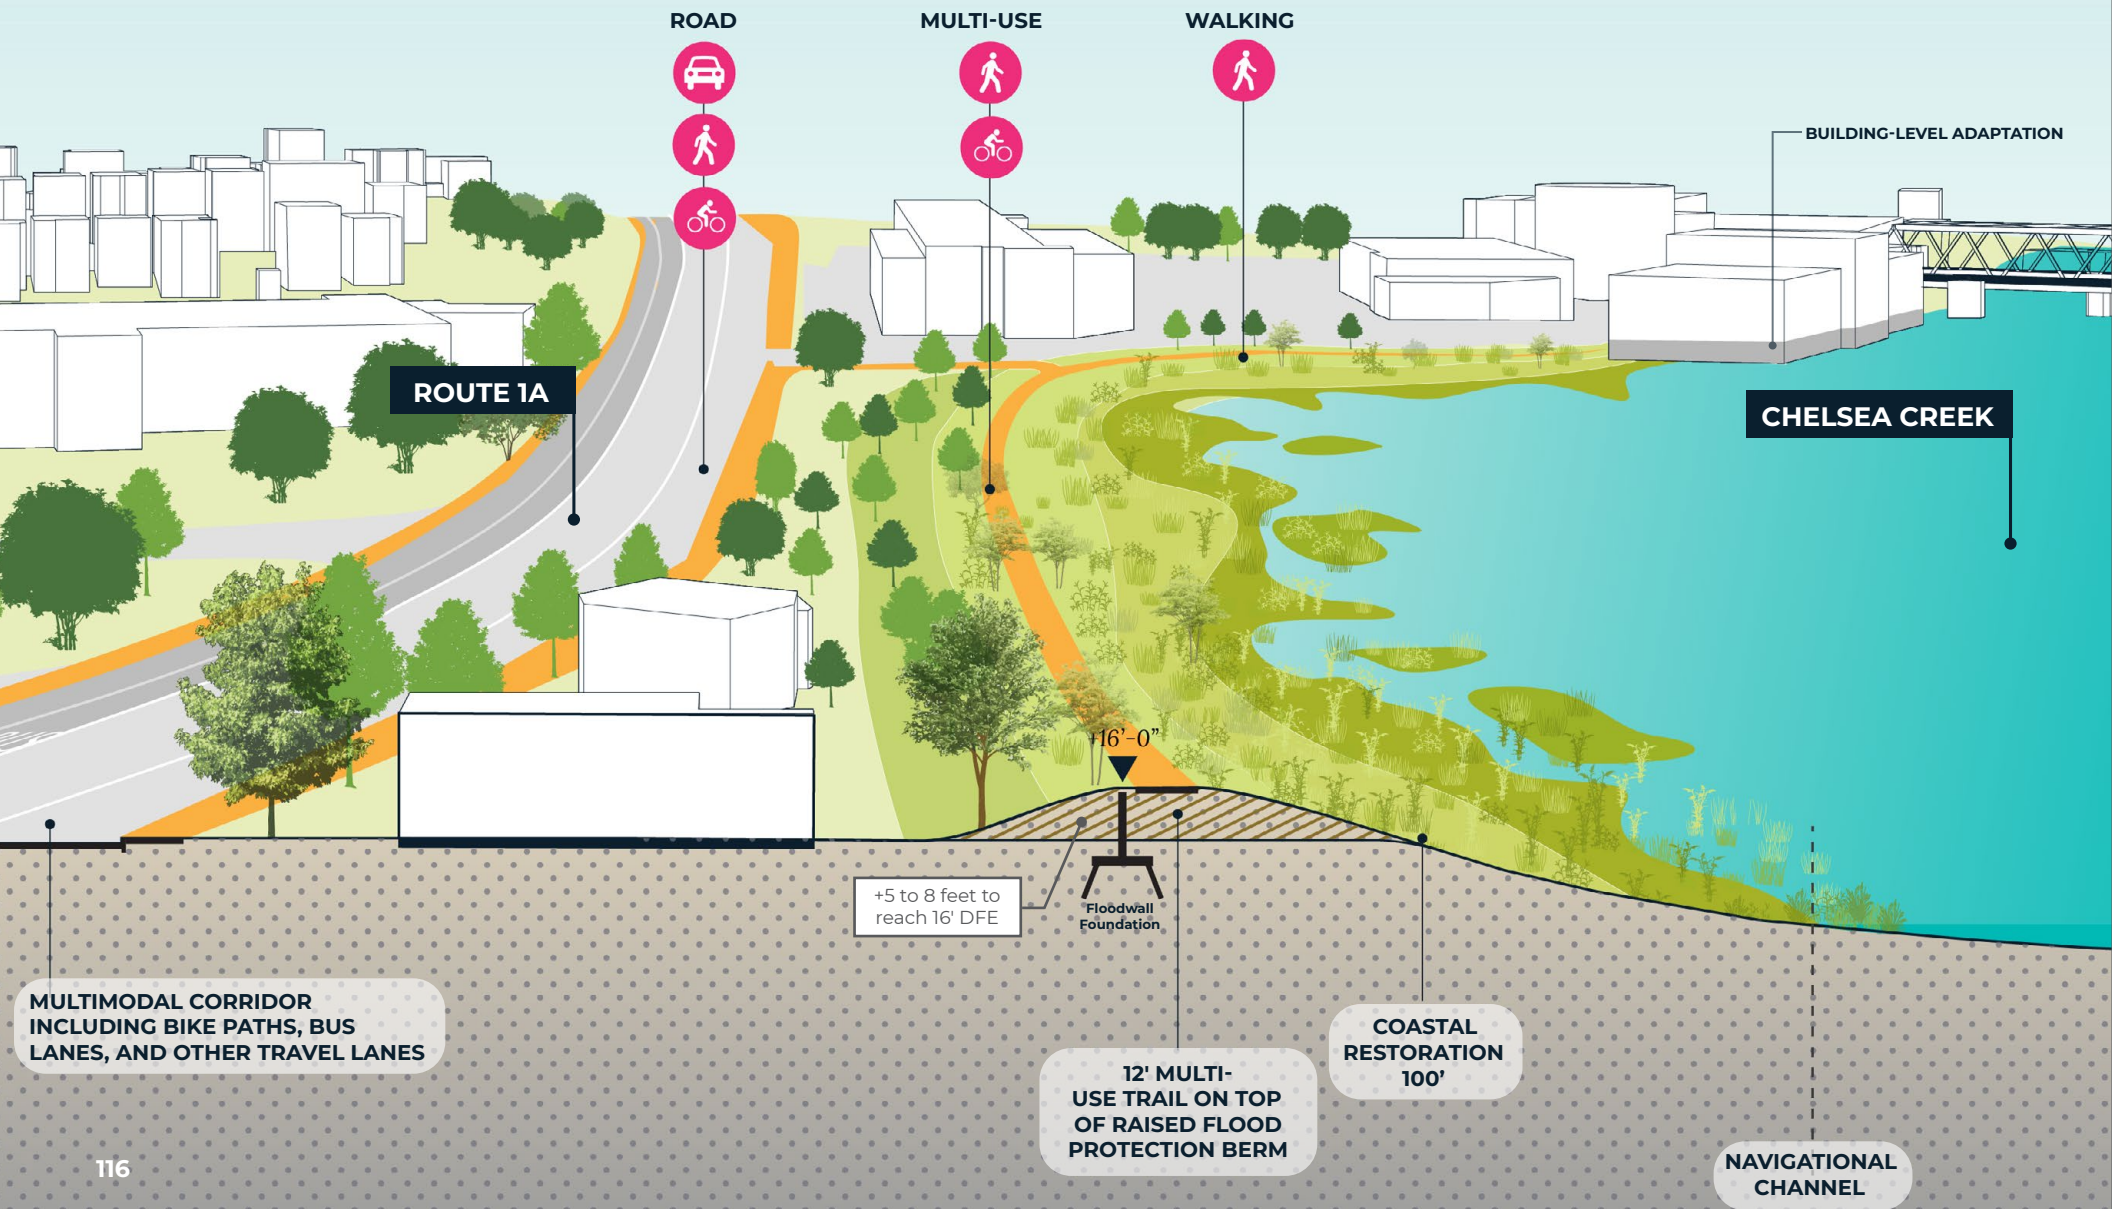 ROAD
MULTI-USE
WALKING
BUILDING-LEVEL ADAPTATION
ROUTE 1A
CHELSEA CREEK
+16'-0"
+5 to 8 feet to
reach 16' DFE
Floodwall
Foundation
MULTIMODAL CORRIDOR
INCLUDING BIKE PATHS, BUS
LANES, AND OTHER TRAVEL LANES
12' MULTI-
USE TRAIL ON TOP
OF RAISED FLOOD
PROTECTION BERM
COASTAL
RESTORATION
100'
NAVIGATIONAL
CHANNEL
116